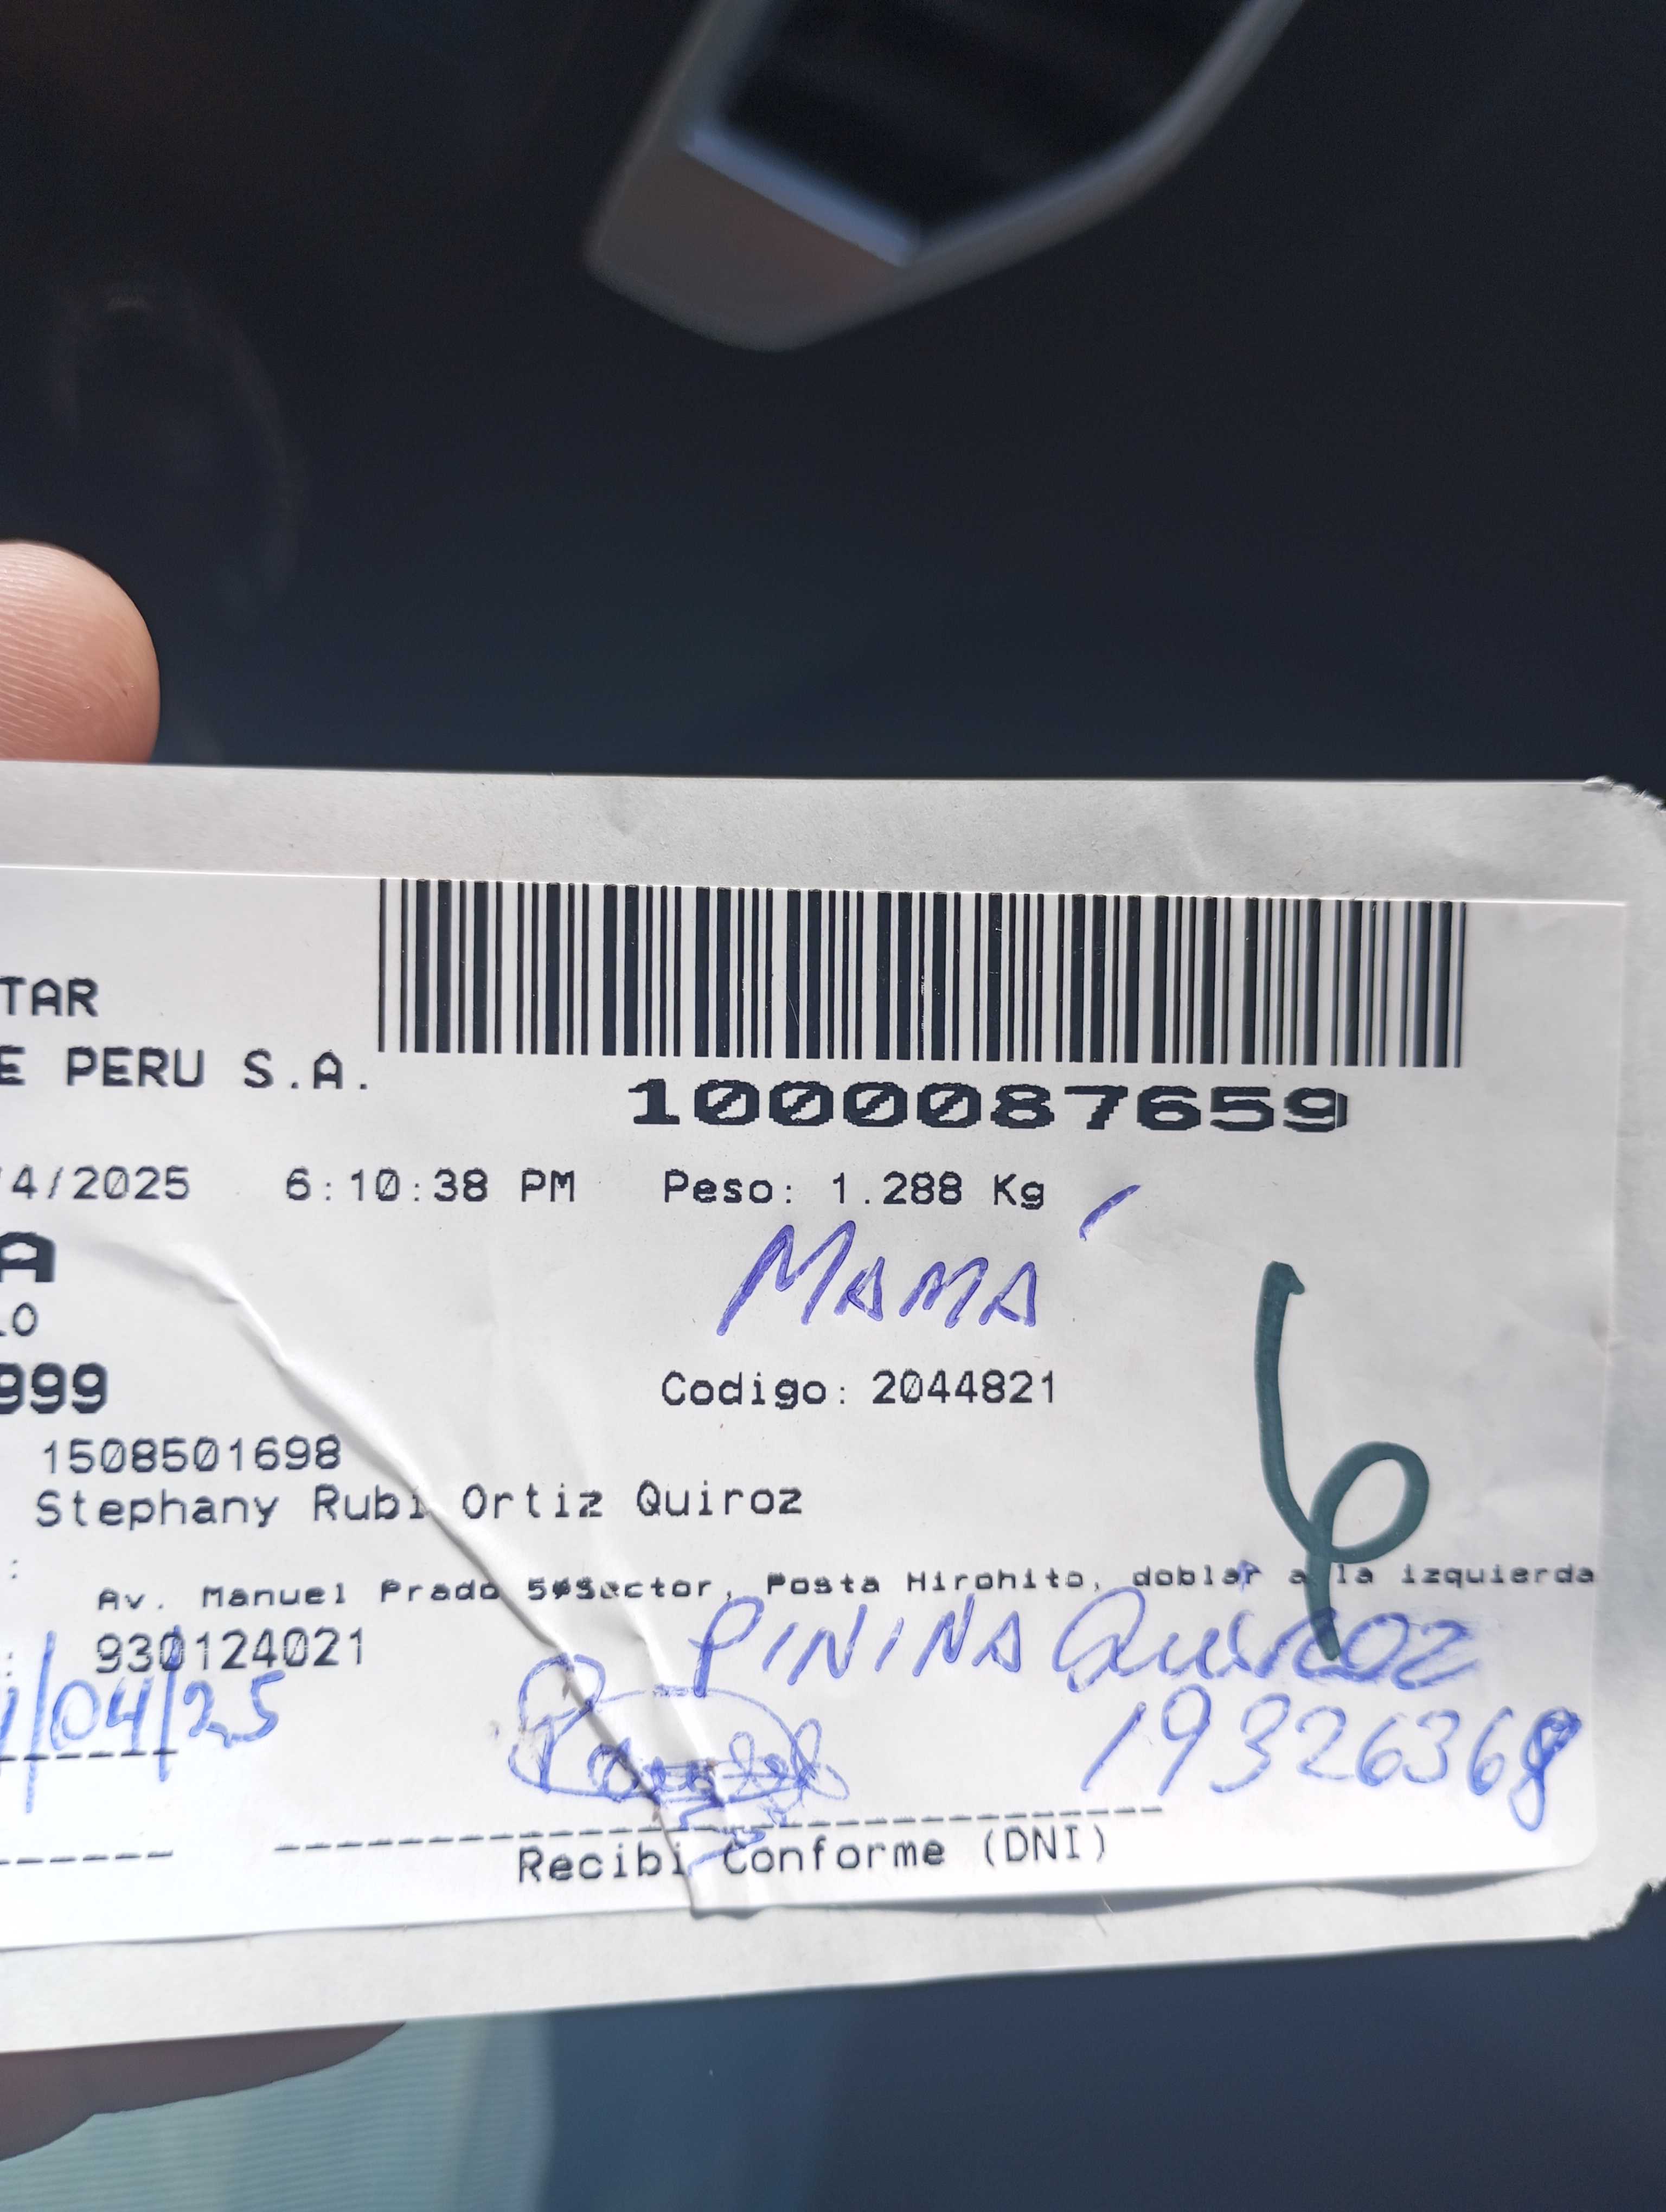 TAR
E PERU S.A.
1000087659
/4/2025 6:10:38 PM Peso: 1.288 Kg
A
MAMÁ
LO
999
Codigo: 2044821
6
1508501698
Stephany Rubi Ortiz Quiroz
:
Av. Manuel Prado 5°Sector, Posta Hirohito, doblar a la izquierda
: 930124021
PININA QUIROZ
/04/25
19326368
Recibi Conforme (DNI)